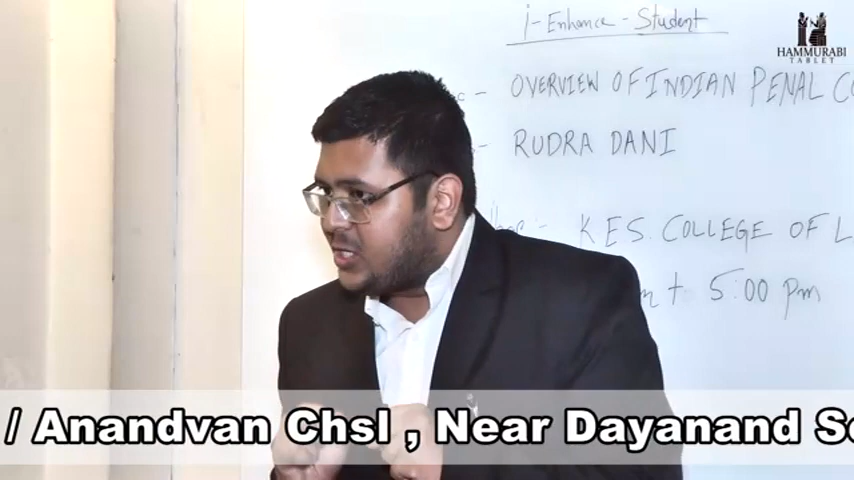 i-Enhance-Student
HAMMURABI
TABLET
OVERVIEW OF INDIAN PENAL
RUDRA DANI
K.E.S. COLLEGE OF
5:00 pm
/ Anandvan Chsl , Near Dayanand